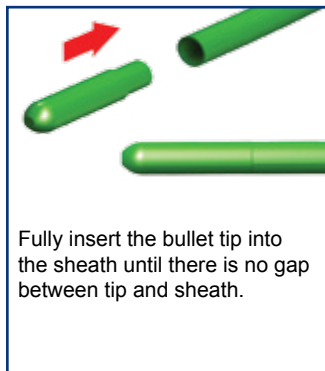 Fully insert the bullet tip into
the sheath until there is no gap
between tip and sheath.